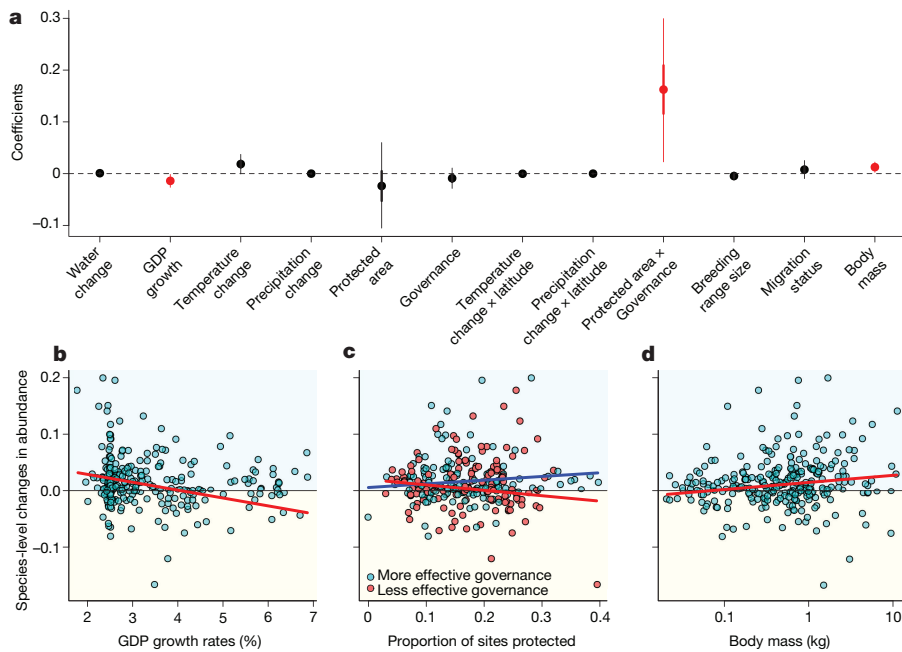 a
0.3
0.2
0.1
0
−0.1
Coefficients
Water
change
GDP
growth
Temperature
change
Precipitation
change
Protected
area
Governance
Temperature
change × latitude
Precipitation
change × latitude
Protected area ×
Governance
Breeding
range size
Migration
status
Body
mass
b
c
d
Species-level changes in abundance
0.2
0.1
0.0
−0.1
2 3 4 5 6 7
GDP growth rates (%)
More effective governance
Less effective governance
0 0.1 0.2 0.3 0.4
Proportion of sites protected
0.1 1 10
Body mass (kg)